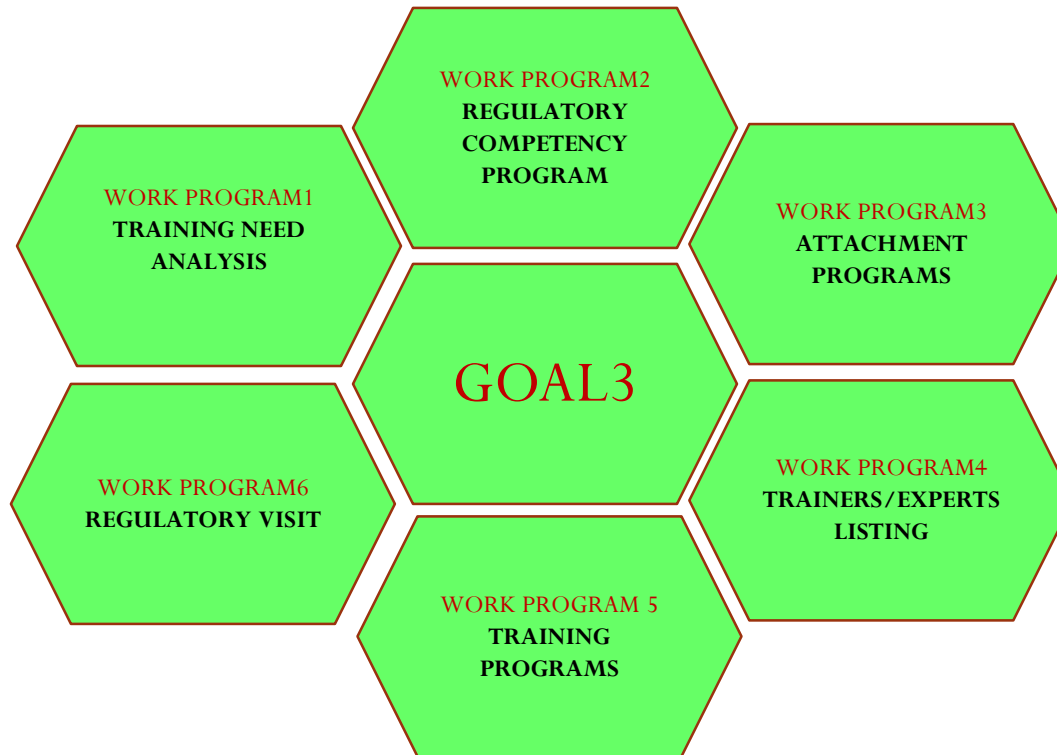 WORK PROGRAM1
TRAINING NEED
ANALYSIS
WORK PROGRAM2
REGULATORY
COMPETENCY
PROGRAM
WORK PROGRAM3
ATTACHMENT
PROGRAMS
GOAL3
WORK PROGRAM4
TRAINERS/EXPERTS
LISTING
WORK PROGRAM 5
TRAINING
PROGRAMS
WORK PROGRAM6
REGULATORY VISIT